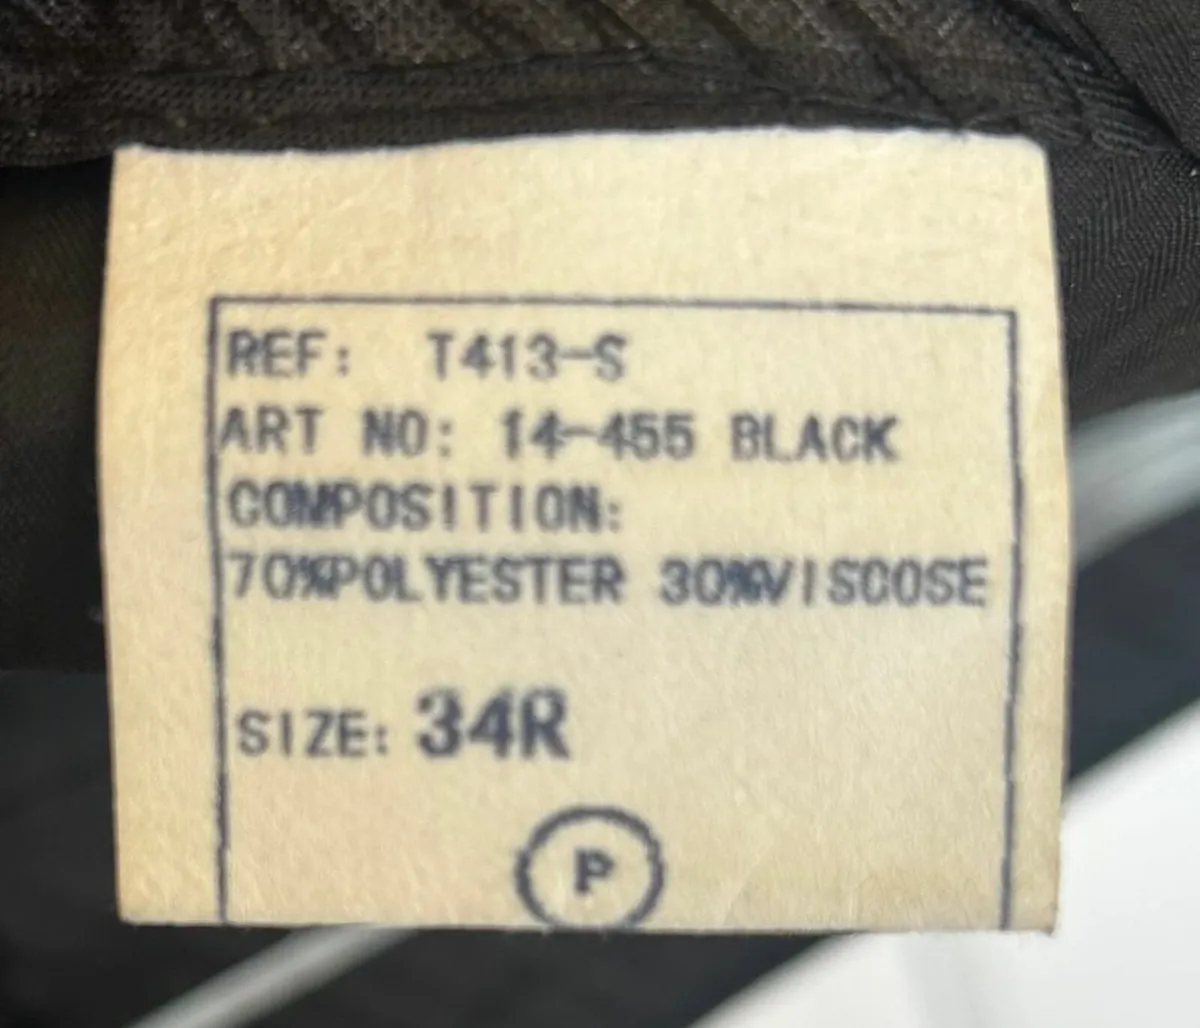 REF: T413-S
ART NO: 14-455 BLACK
COMPOSITION:
70%POLYESTER 30%VISCOSE
SIZE: 34R
P